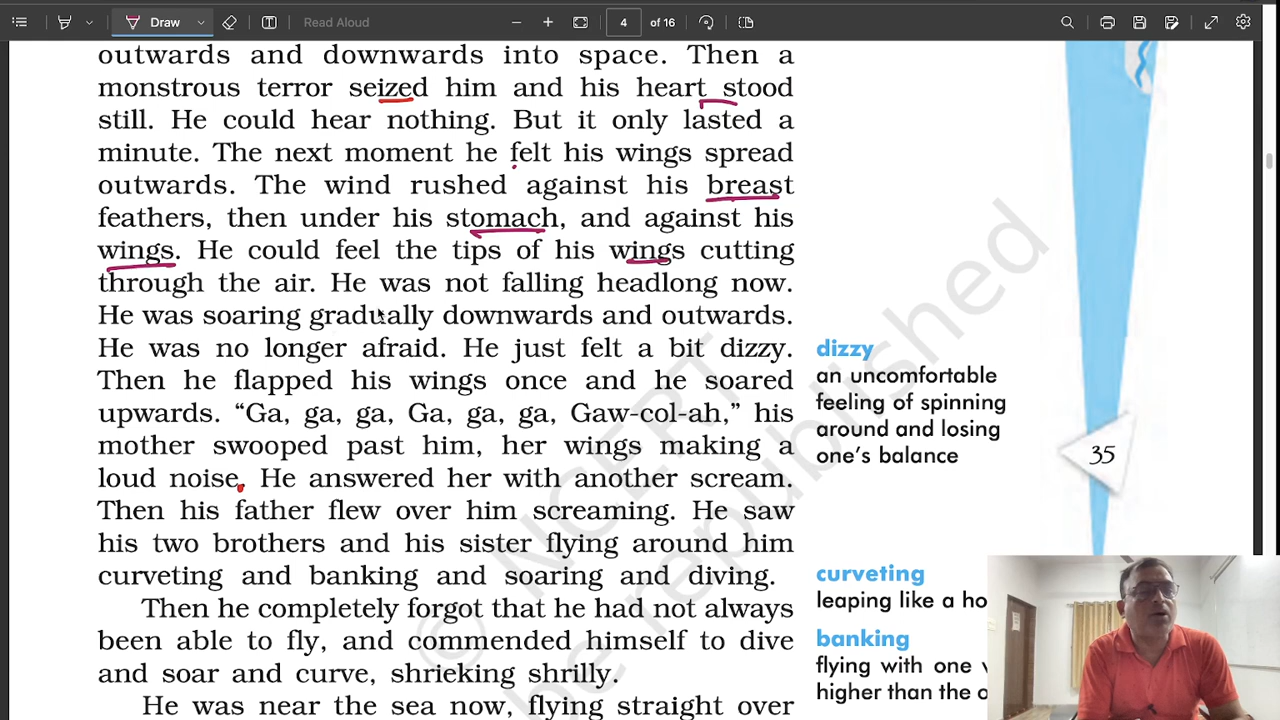 Draw
Read Aloud
4
of 16
outwards and downwards into space. Then a
monstrous terror seized him and his heart stood
still. He could hear nothing. But it only lasted a
minute. The next moment he felt his wings spread
outwards. The wind rushed against his breast
feathers, then under his stomach, and against his
wings. He could feel the tips of his wings cutting
through the air. He was not falling headlong now.
He was soaring gradually downwards and outwards.
He was no longer afraid. He just felt a bit dizzy.
Then he flapped his wings once and he soared
upwards. “Ga, ga, ga, Ga, ga, ga, Gaw-col-ah,” his
mother swooped past him, her wings making a
loud noise. He answered her with another scream.
Then his father flew over him screaming. He saw
his two brothers and his sister flying around him
curveting and banking and soaring and diving.
Then he completely forgot that he had not always
been able to fly, and commended himself to dive
and soar and curve, shrieking shrilly.
He was near the sea now, flying straight over
dizzy
an uncomfortable
feeling of spinning
around and losing
one’s balance
35
curveting
leaping like a ho
banking
flying with one
higher than the o
© NCERT
be republished